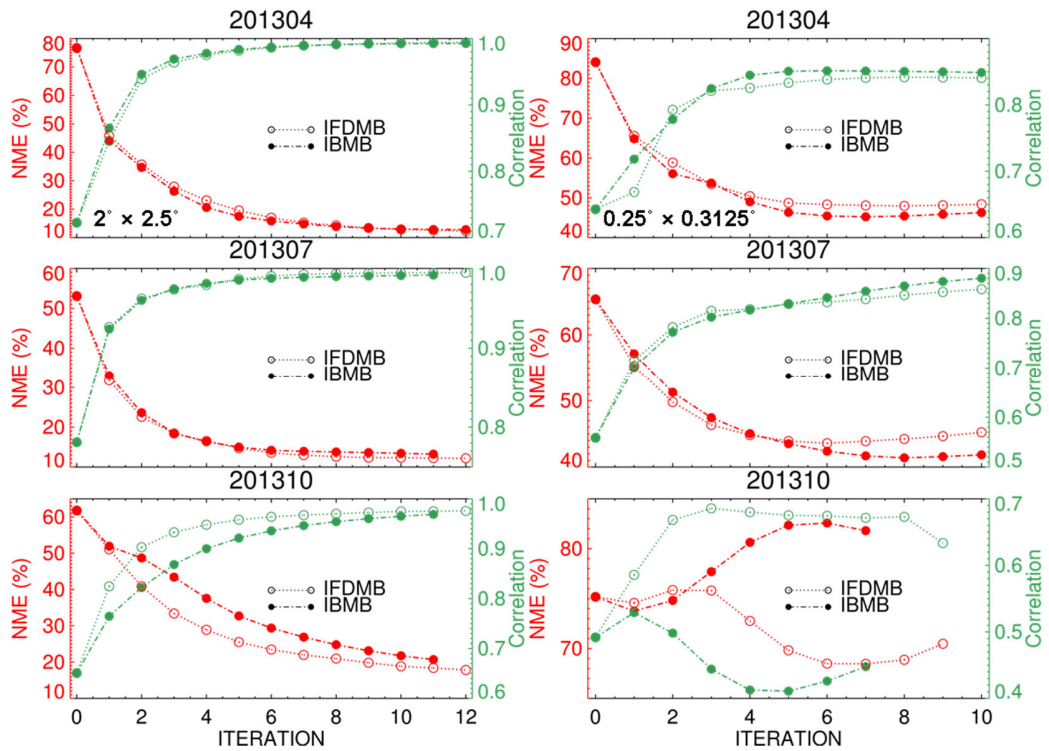 201304
80
70
60
50
40
30
20
10
NME (%)
1.0
0.9
0.8
0.7
Correlation
IFDMB
IBMB
2° × 2.5°
201304
90
80
70
60
50
40
NME (%)
0.8
0.7
0.6
Correlation
IFDMB
IBMB
0.25° × 0.3125°
201307
60
50
40
30
20
10
NME (%)
1.0
0.9
0.8
Correlation
IFDMB
IBMB
201307
70
60
50
40
NME (%)
0.9
0.8
0.7
0.6
0.5
Correlation
IFDMB
IBMB
201310
70
60
50
40
30
20
10
NME (%)
1.0
0.9
0.8
0.7
0.6
Correlation
IFDMB
IBMB
0 2 4 6 8 10 12
ITERATION
201310
80
70
NME (%)
0.7
0.6
0.5
0.4
Correlation
IFDMB
IBMB
0 2 4 6 8 10
ITERATION